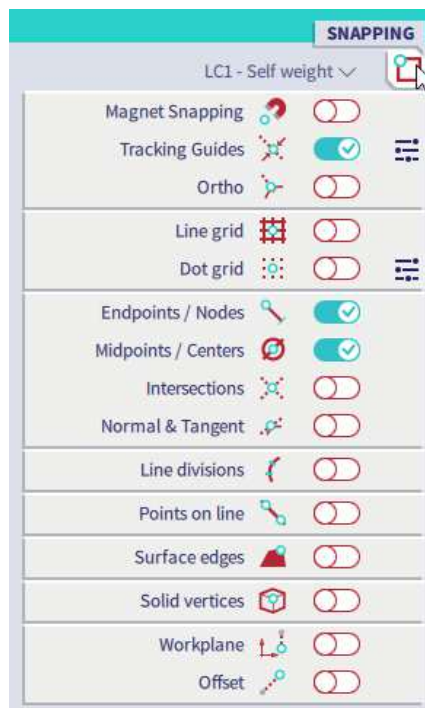 SNAPPING
LC1 - Self weight
Magnet Snapping
Tracking Guides
Ortho
Line grid
Dot grid
Endpoints / Nodes
Midpoints / Centers
Intersections
Normal & Tangent
Line divisions
Points on line
Surface edges
Solid vertices
Workplane
Offset